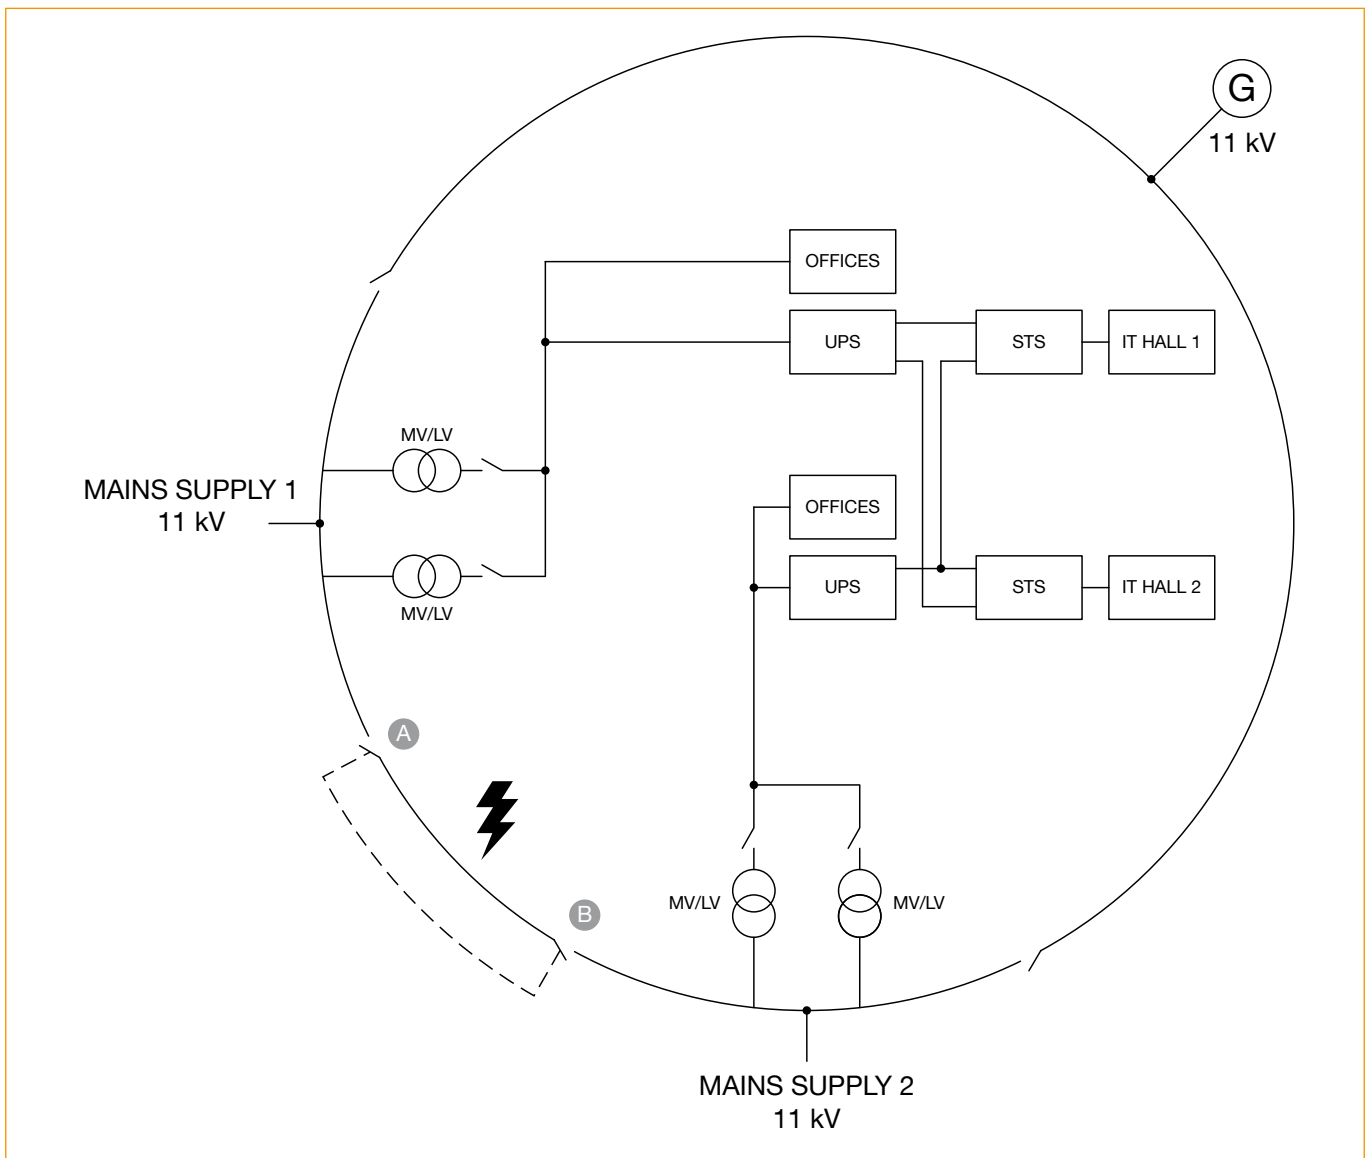 G
11 kV
OFFICES
UPS
STS
IT HALL 1
MV/LV
MAINS SUPPLY 1
11 kV
OFFICES
UPS
STS
IT HALL 2
MV/LV
A
B
MV/LV
MV/LV
MAINS SUPPLY 2
11 kV